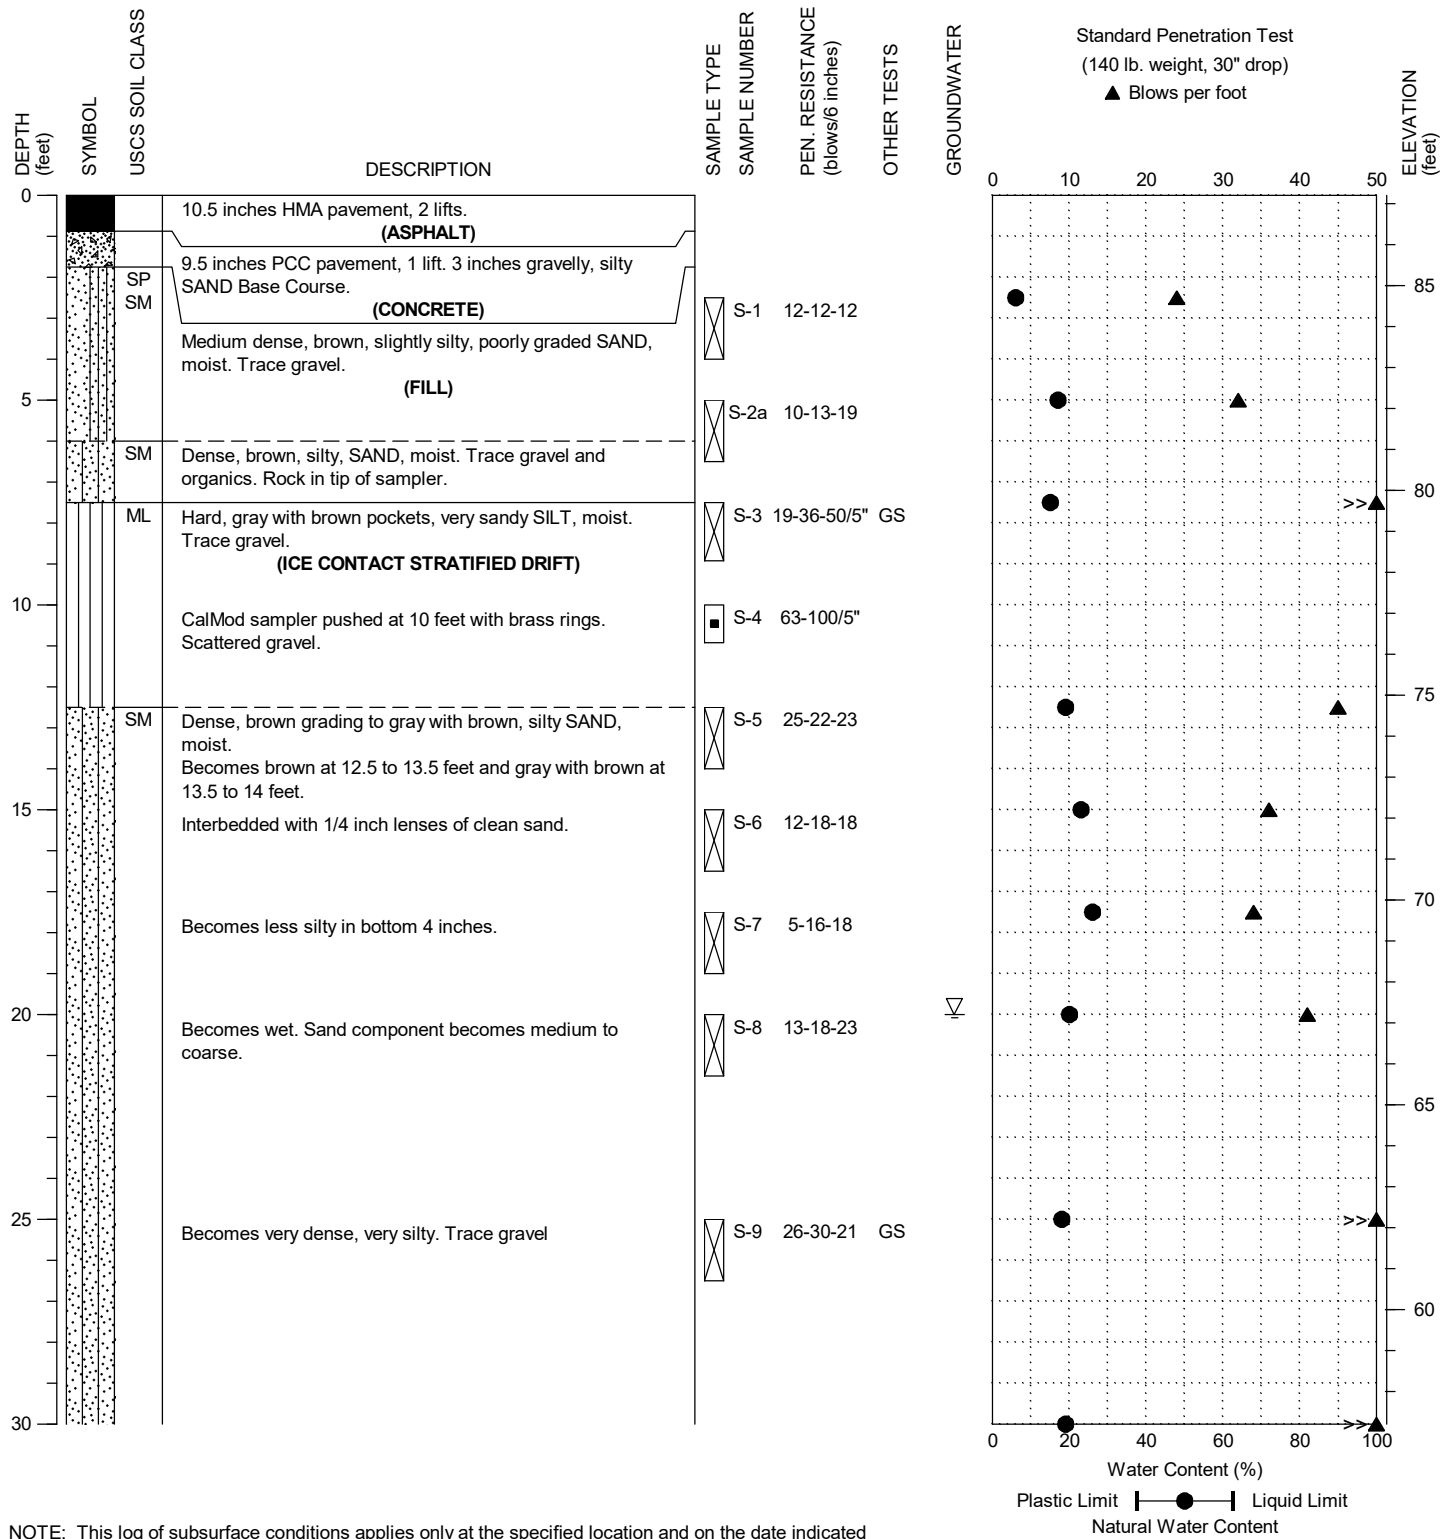 DEPTH
(feet)
SYMBOL
USCS SOIL CLASS
DESCRIPTION
SAMPLE TYPE
SAMPLE NUMBER
PEN. RESISTANCE
(blows/6 inches)
OTHER TESTS
GROUNDWATER
Standard Penetration Test
(140 lb. weight, 30" drop)
▲ Blows per foot
ELEVATION
(feet)
0 10 20 30 40 50
0
10.5 inches HMA pavement, 2 lifts.
(ASPHALT)
9.5 inches PCC pavement, 1 lift. 3 inches gravelly, silty
SAND Base Course.
(CONCRETE)
SP
SM
85
S-1 12-12-12
Medium dense, brown, slightly silty, poorly graded SAND,
moist. Trace gravel.
(FILL)
5
S-2a 10-13-19
SM
Dense, brown, silty, SAND, moist. Trace gravel and
organics. Rock in tip of sampler.
80
ML
Hard, gray with brown pockets, very sandy SILT, moist.
Trace gravel.
(ICE CONTACT STRATIFIED DRIFT)
S-3 19-36-50/5" GS
>>
10
CalMod sampler pushed at 10 feet with brass rings.
Scattered gravel.
S-4 63-100/5"
75
SM
Dense, brown grading to gray with brown, silty SAND,
moist.
Becomes brown at 12.5 to 13.5 feet and gray with brown at
13.5 to 14 feet.
S-5 25-22-23
15
Interbedded with 1/4 inch lenses of clean sand.
S-6 12-18-18
70
Becomes less silty in bottom 4 inches.
S-7 5-16-18
20
Becomes wet. Sand component becomes medium to
coarse.
S-8 13-18-23
65
25
Becomes very dense, very silty. Trace gravel
S-9 26-30-21 GS
>>
60
30
>>
0 20 40 60 80 100
Water Content (%)
Plastic Limit Liquid Limit
Natural Water Content
NOTE: This log of subsurface conditions applies only at the specified location and on the date indicated